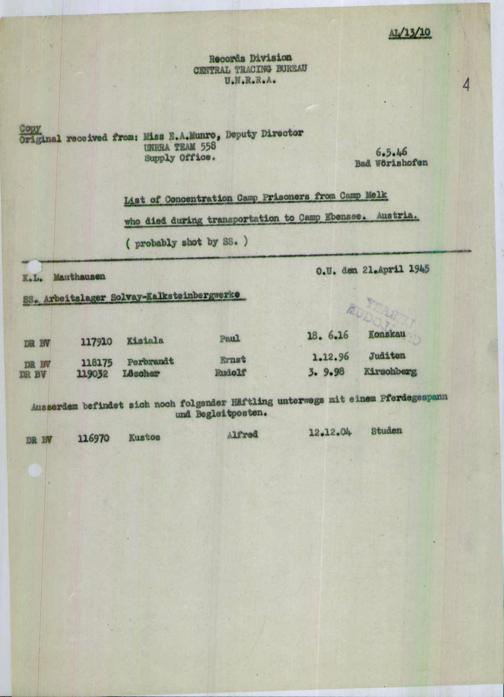 AL/13/10
Records Division
CENTRAL TRACING BUREAU
U.N.R.R.A.
4
Copy
Original received from: Miss E.A.Munro, Deputy Director
UNRRA TEAM 558
Supply Office.
6.5.46
Bad Wörishofen
List of Concentration Camp Prisoners from Camp Melk
who died during transportation to Camp Ebensee. Austria.
( probably shot by SS. )
K.L. Mauthausen
O.U. den 21.April 1945
SS. Arbeitslager Solvay-Kalksteinbergwerke
DR BV 117910 Kisiala Paul 18. 6.16 Konskau
DR BV 118175 Perbrandt Ernst 1.12.96 Juditen
DR BV 119032 Löscher Rudolf 3. 9.98 Kirschberg
Ausserdem befindet sich noch folgender Häftling unterwegs mit einem Pferdegespann
und Begleitposten.
DR BV 116970 Kustos Alfred 12.12.04 Studen